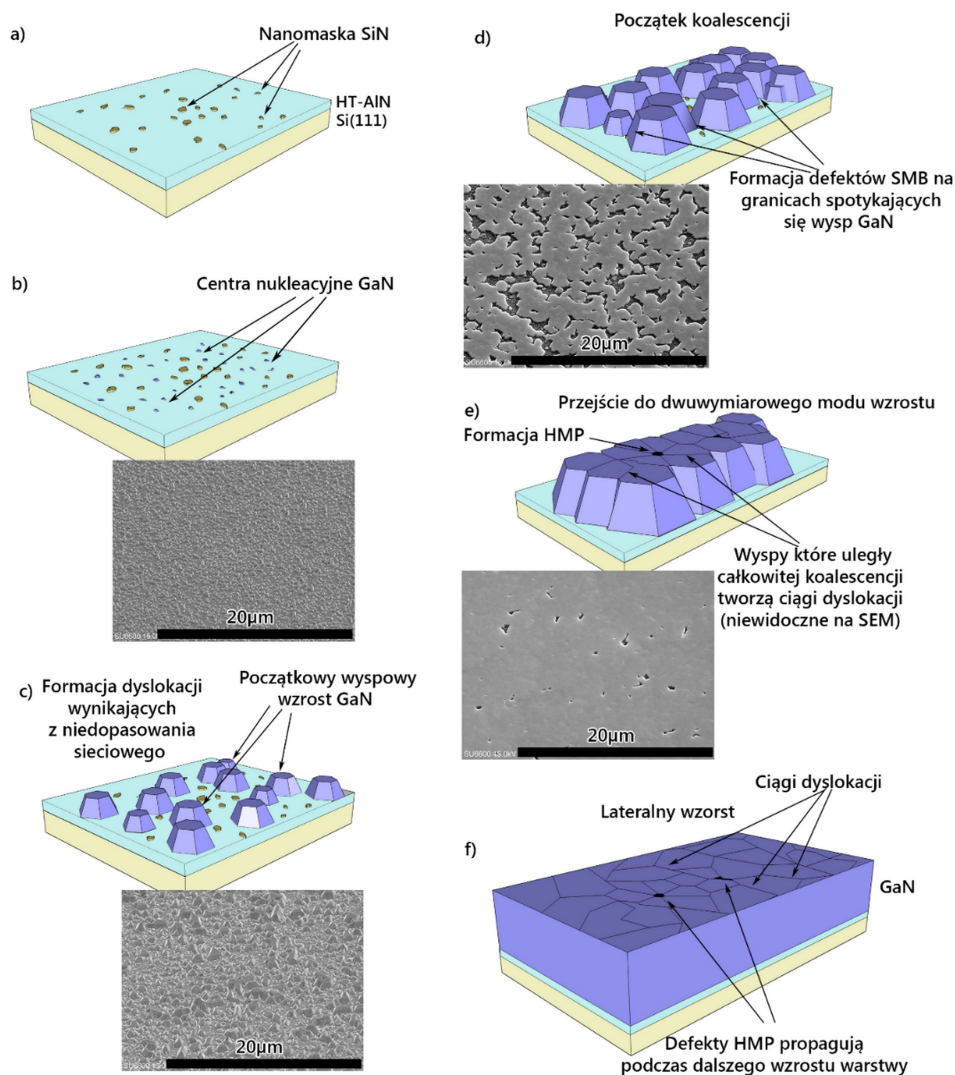 a)
Nanomaska SiN
HT-AlN
Si(111)
b)
Centra nukleacyjne GaN
20µm
c)
Formacja dyslokacji
wynikających
z niedopasowania
sieciowego
Początkowy wyspowy
wzrost GaN
20µm
d)
Początek koalescencji
Formacja defektów SMB na
granicach spotykających
się wysp GaN
20µm
e)
Przejście do dwuwymiarowego modu wzrostu
Formacja HMP
Wyspy które uległy
całkowitej koalescencji
tworzą ciągi dyslokacji
(niewidoczne na SEM)
20µm
f)
Lateralny wzorst
Ciągi dyslokacji
GaN
Defekty HMP propagują
podczas dalszego wzrostu warstwy